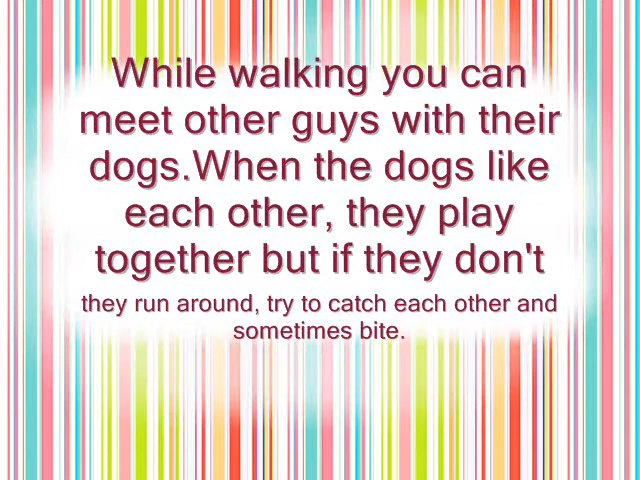 While walking you can
meet other guys with their
dogs.When the dogs like
each other, they play
together but if they don't
they run around, try to catch each other and
sometimes bite.